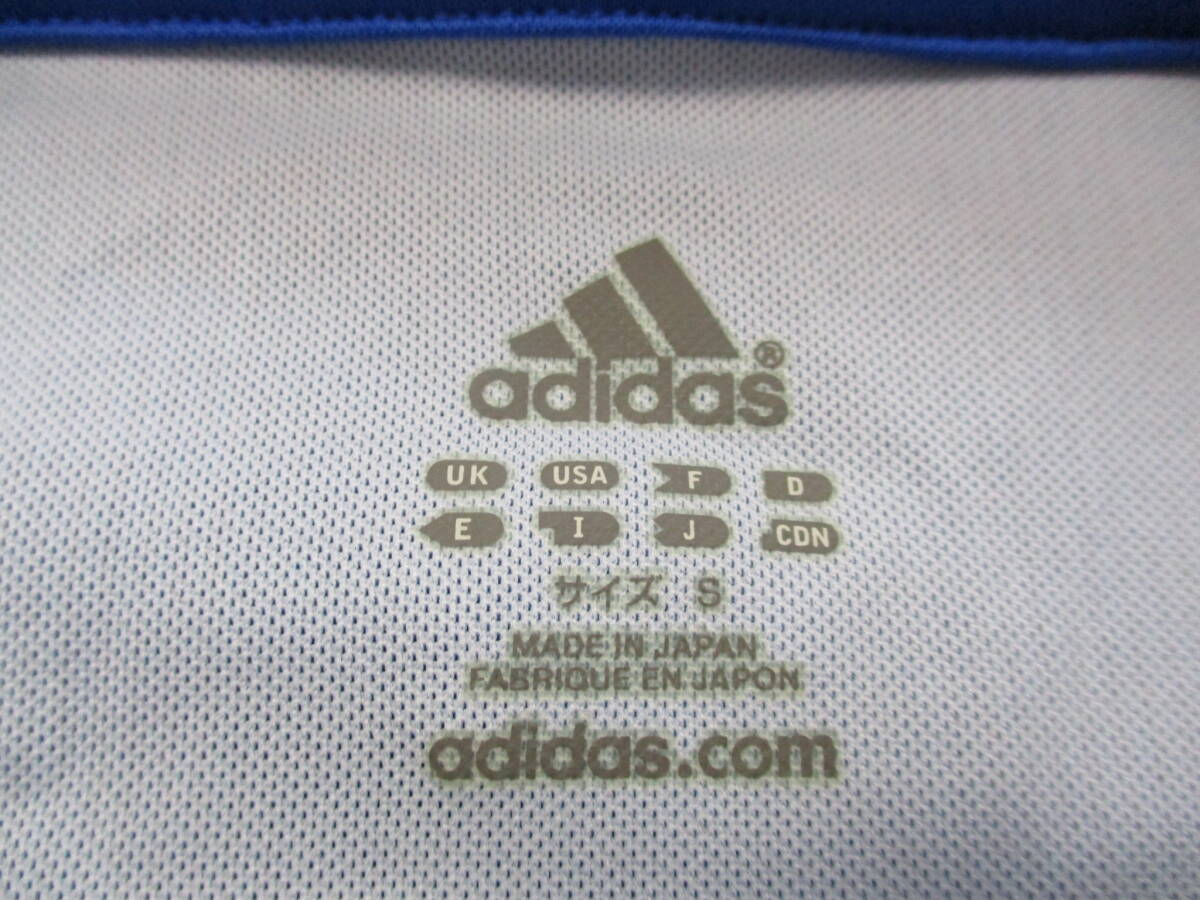 adidas®
UK USA F D
E I J CDN
サイズ S
MADE IN JAPAN
FABRIQUE EN JAPON
adidas.com